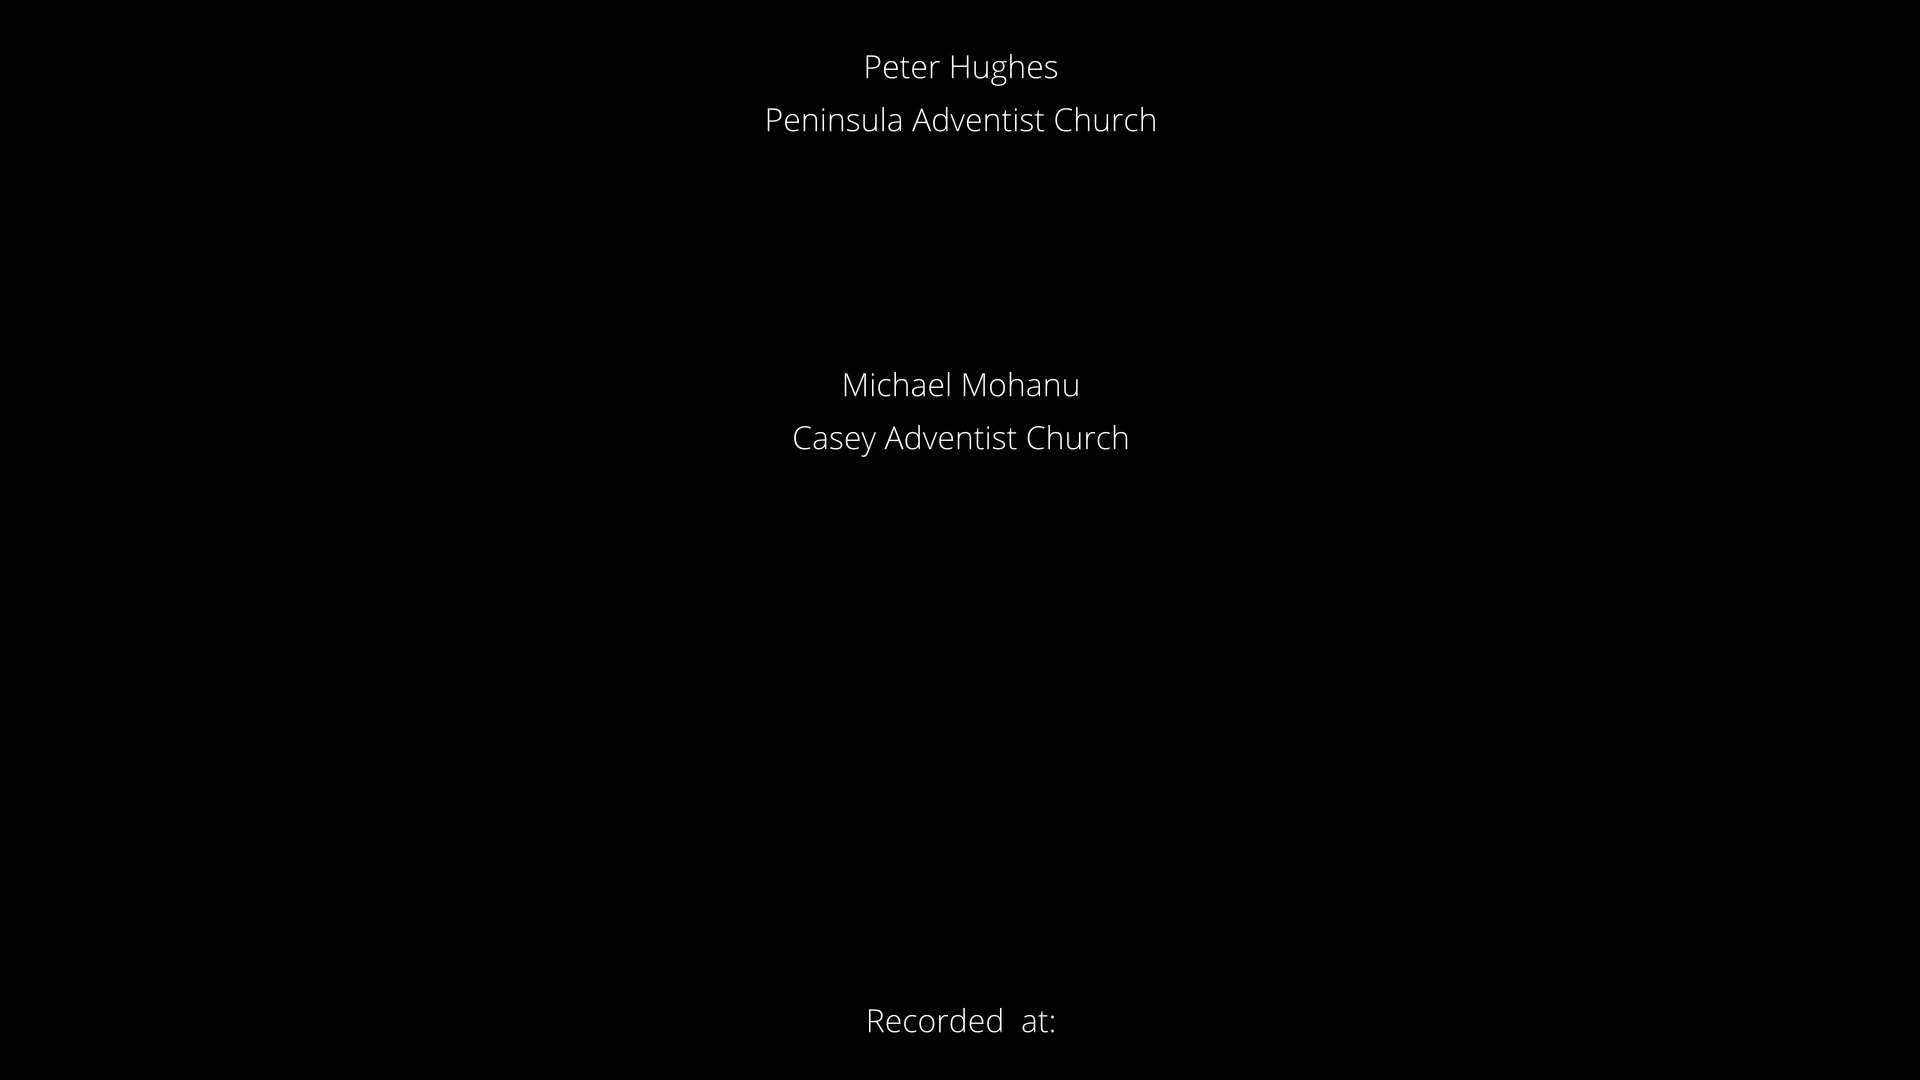 Peter Hughes
Peninsula Adventist Church
Michael Mohanu
Casey Adventist Church
Recorded at: